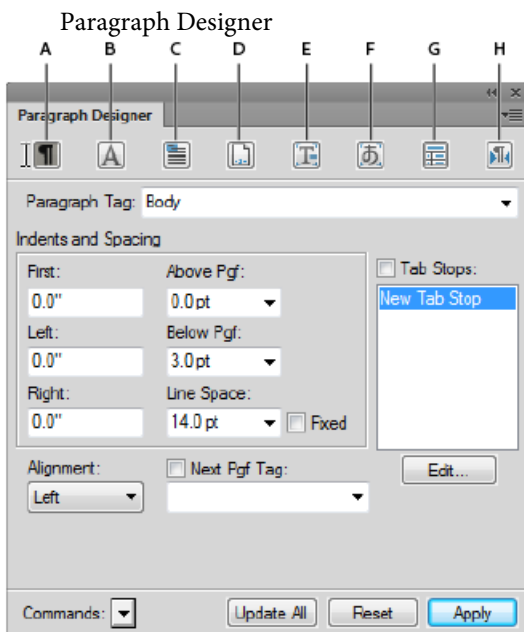 Paragraph Designer
A B C D E F G H
Paragraph Designer
Paragraph Tag: Body
Indents and Spacing
First: Above Pgf: Tab Stops:
0.0" 0.0 pt New Tab Stop
Left: Below Pgf:
0.0" 3.0 pt
Right: Line Space:
0.0" 14.0 pt Fixed
Alignment: Next Pgf Tag: Edit...
Left
Commands: Update All Reset Apply